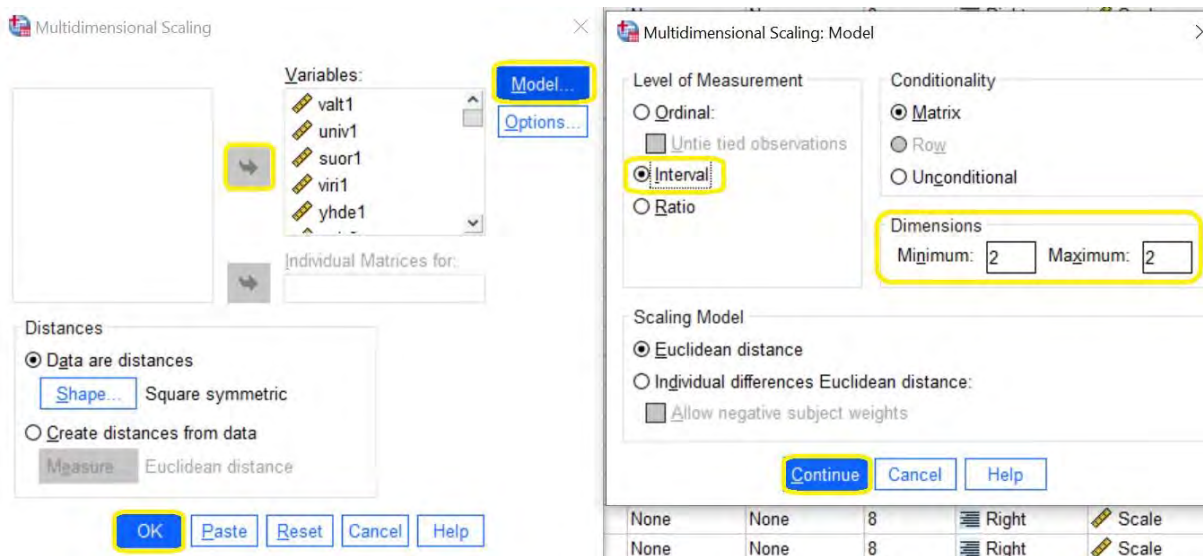 Multidimensional Scaling
Variables:
valt1
univ1
suor1
viri1
yhde1
Model...
Options...
Individual Matrices for:
Distances
Data are distances
Shape... Square symmetric
Create distances from data
Measure... Euclidean distance
OK Paste Reset Cancel Help
Multidimensional Scaling: Model
Level of Measurement
Ordinal:
Untie tied observations
Interval
Ratio
Conditionality
Matrix
Row
Unconditional
Dimensions
Minimum: 2 Maximum: 2
Scaling Model
Euclidean distance
Individual differences Euclidean distance:
Allow negative subject weights
Continue Cancel Help
None None 8 Right Scale
None None 8 Right Scale